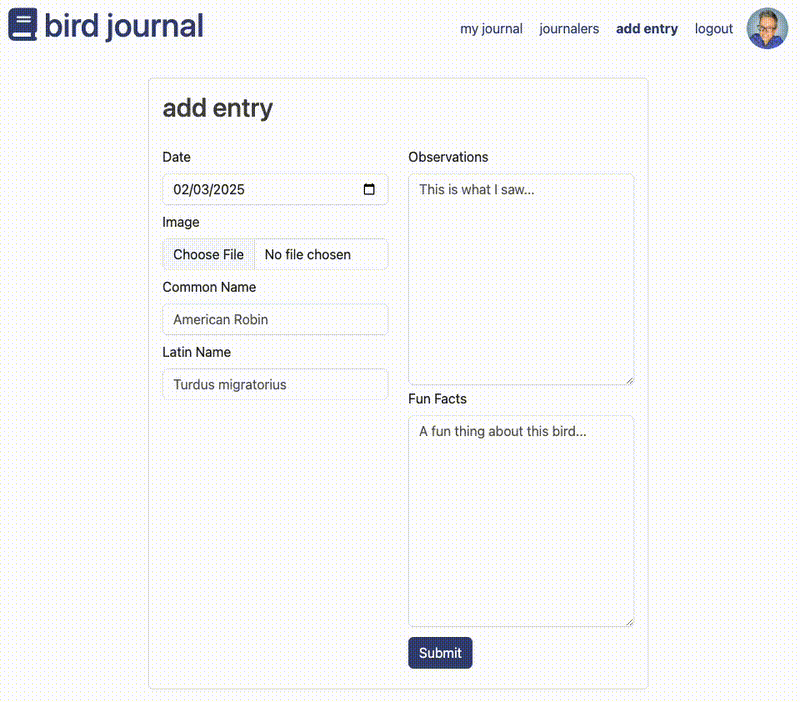 bird journal
my journal journalers add entry logout
add entry
Date
02/03/2025
Image
Choose File No file chosen
Common Name
American Robin
Latin Name
Turdus migratorius
Observations
This is what I saw...
Fun Facts
A fun thing about this bird...
Submit